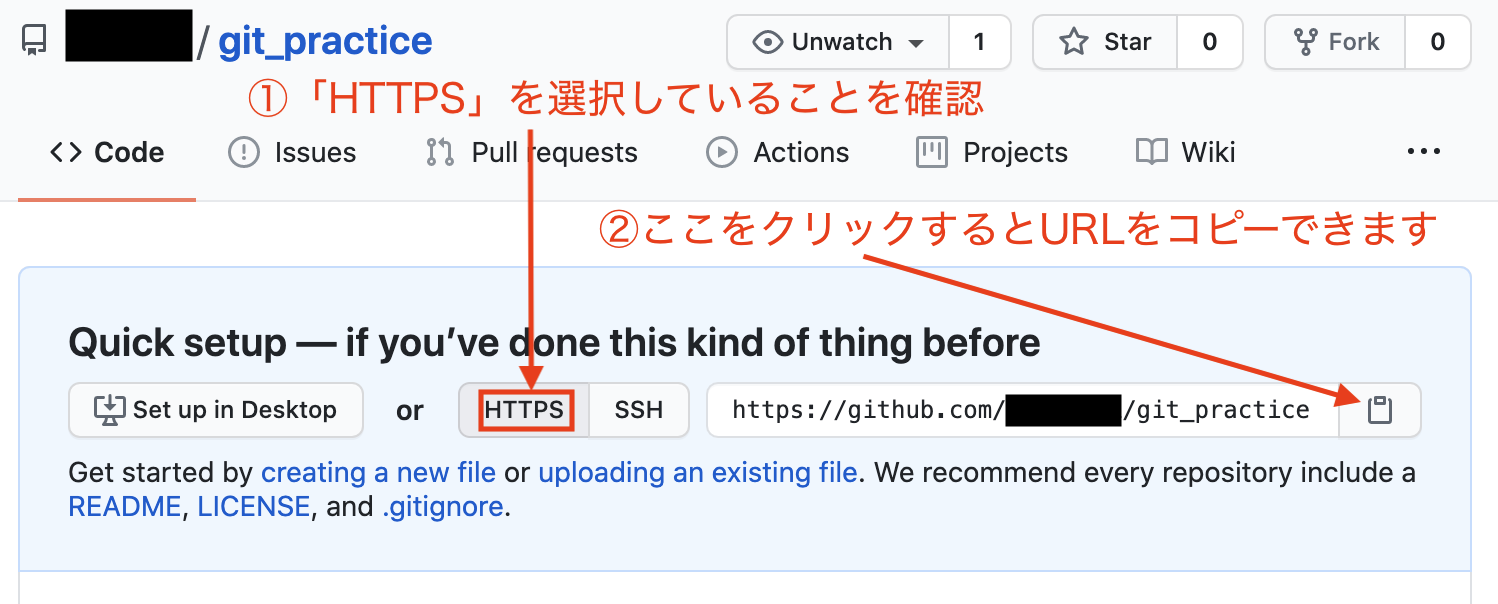 / git_practice
Unwatch 1
Star 0
Fork 0
①「HTTPS」を選択していることを確認
Code
Issues
Pull requests
Actions
Projects
Wiki
②ここをクリックするとURLをコピーできます
Quick setup — if you’ve done this kind of thing before
Set up in Desktop or HTTPS SSH https://github.com/ /git_practice
Get started by creating a new file or uploading an existing file. We recommend every repository include a
README, LICENSE, and .gitignore.